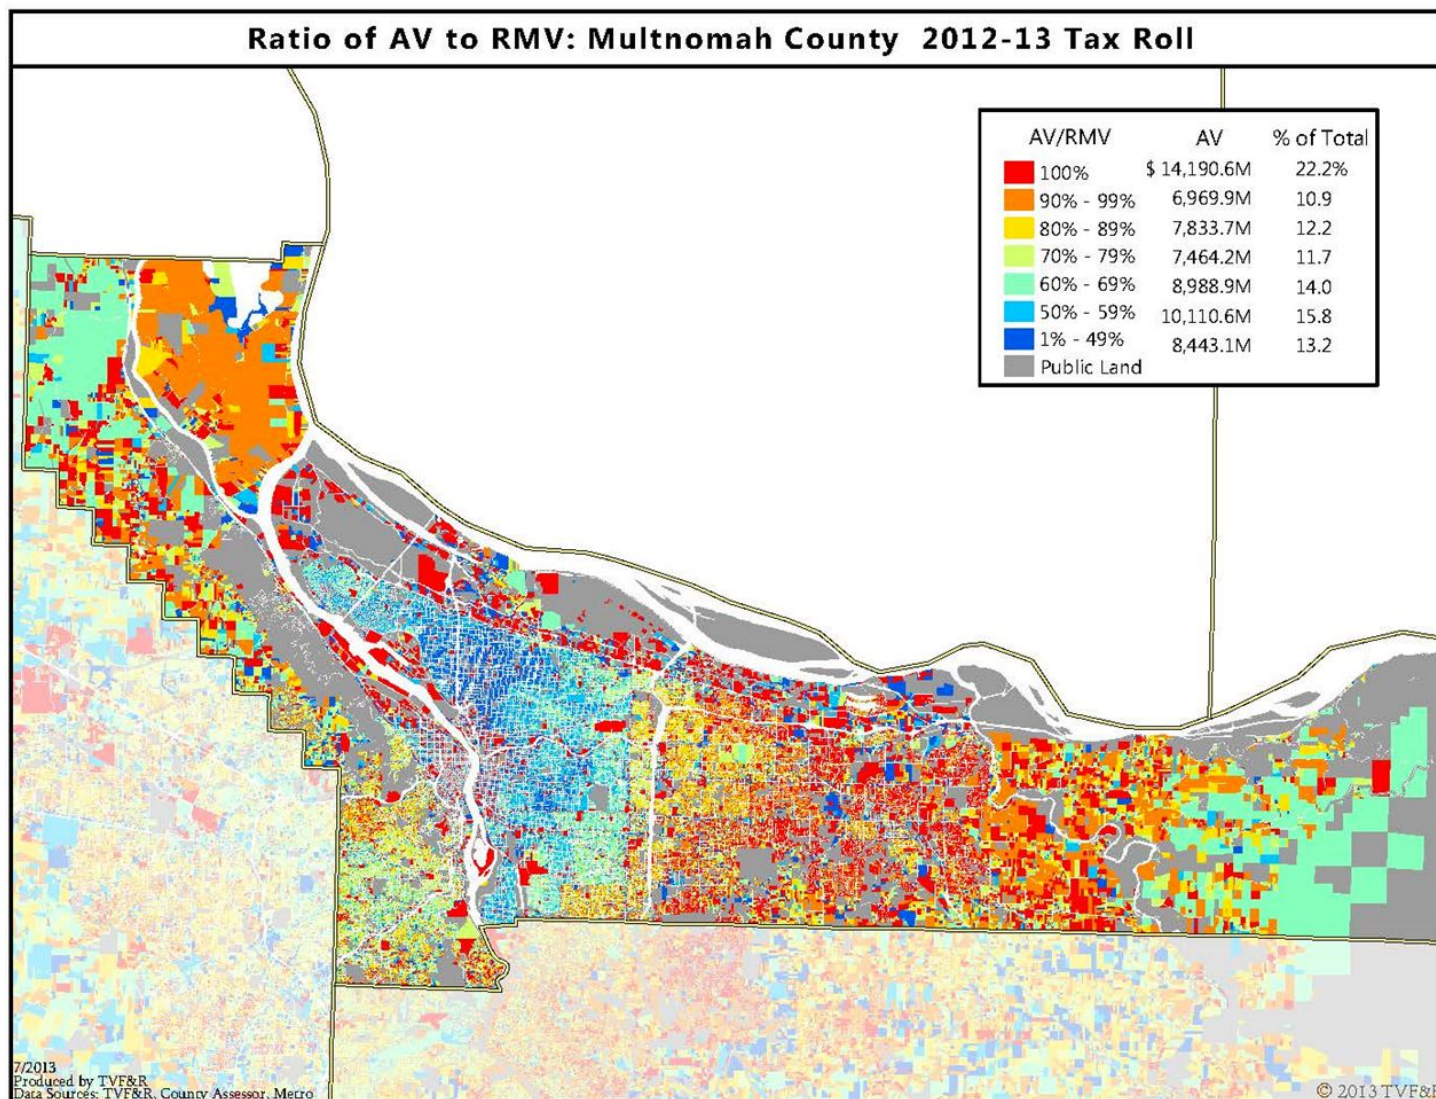 Ratio of AV to RMV: Multnomah County 2012-13 Tax Roll
AV/RMV AV % of Total
100% $ 14,190.6M 22.2%
90% - 99% 6,969.9M 10.9
80% - 89% 7,833.7M 12.2
70% - 79% 7,464.2M 11.7
60% - 69% 8,988.9M 14.0
50% - 59% 10,110.6M 15.8
1% - 49% 8,443.1M 13.2
Public Land
7/2013
Produced by TVF&R
Data Sources: TVF&R, County Assessor, Metro
© 2013 TVF&R